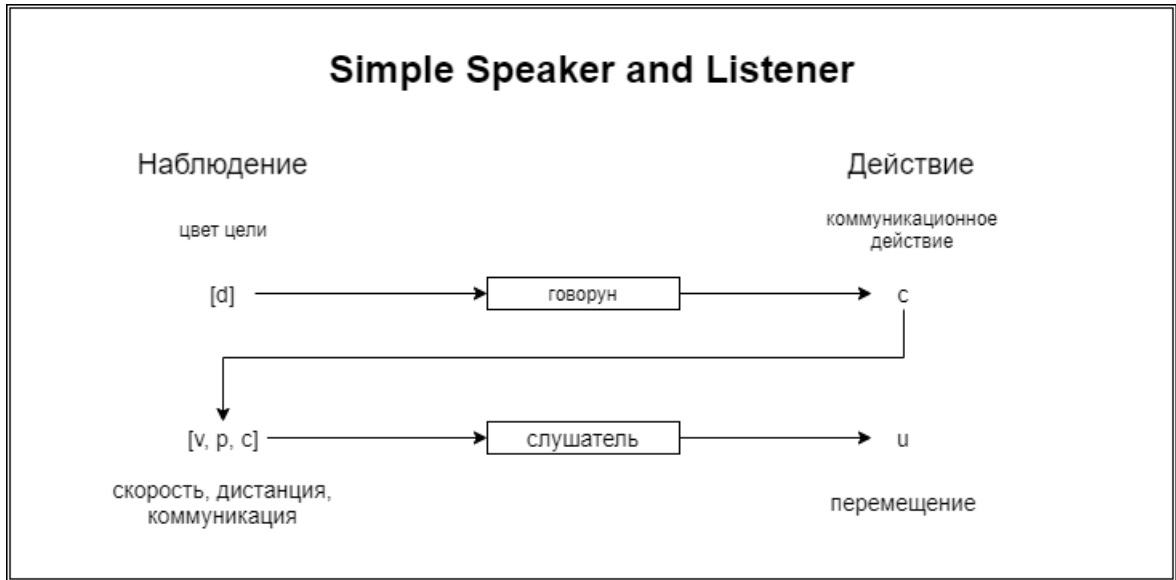 Simple Speaker and Listener
Наблюдение
Действие
цвет цели
коммуникационное
действие
[d]
говорун
c
[v, p, c]
слушатель
u
скорость, дистанция,
коммуникация
перемещение